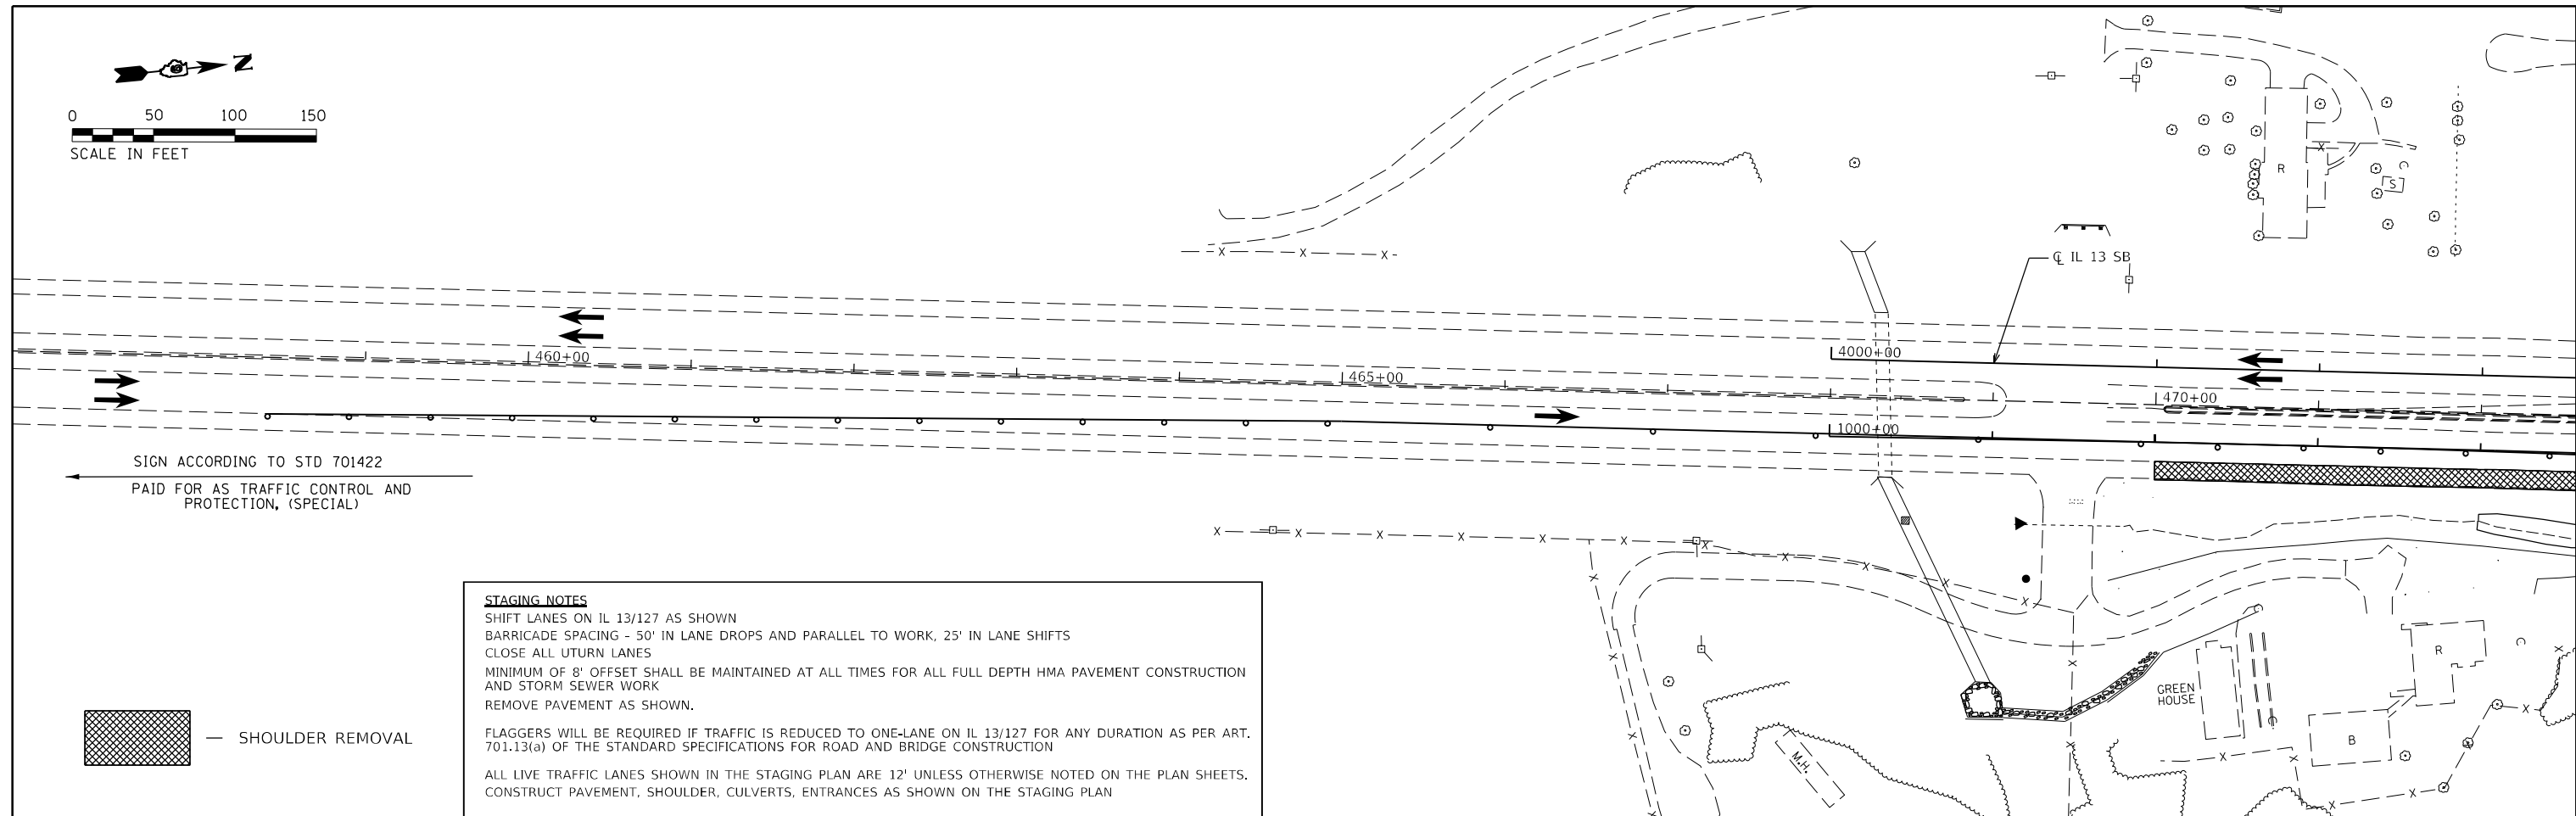 N
0 50 100 150
SCALE IN FEET
R
S
℄ IL 13 SB
460+00
465+00
4000+00
470+00
1000+00
SIGN ACCORDING TO STD 701422
PAID FOR AS TRAFFIC CONTROL AND
PROTECTION, (SPECIAL)
STAGING NOTES
SHIFT LANES ON IL 13/127 AS SHOWN
BARRICADE SPACING - 50' IN LANE DROPS AND PARALLEL TO WORK, 25' IN LANE SHIFTS
CLOSE ALL UTURN LANES
MINIMUM OF 8' OFFSET SHALL BE MAINTAINED AT ALL TIMES FOR ALL FULL DEPTH HMA PAVEMENT CONSTRUCTION
AND STORM SEWER WORK
REMOVE PAVEMENT AS SHOWN.
FLAGGERS WILL BE REQUIRED IF TRAFFIC IS REDUCED TO ONE-LANE ON IL 13/127 FOR ANY DURATION AS PER ART.
701.13(a) OF THE STANDARD SPECIFICATIONS FOR ROAD AND BRIDGE CONSTRUCTION
ALL LIVE TRAFFIC LANES SHOWN IN THE STAGING PLAN ARE 12' UNLESS OTHERWISE NOTED ON THE PLAN SHEETS.
CONSTRUCT PAVEMENT, SHOULDER, CULVERTS, ENTRANCES AS SHOWN ON THE STAGING PLAN
— SHOULDER REMOVAL
R
GREEN
HOUSE
B
M.H.